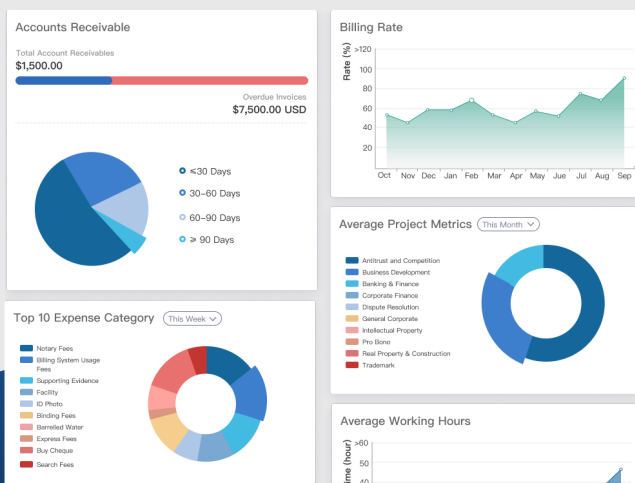 Accounts Receivable
Total Account Receivables
$1,500.00
Overdue Invoices
$7,500.00 USD
≤30 Days
30-60 Days
60-90 Days
≥ 90 Days
Billing Rate
Rate (%)
>120
100
80
60
40
20
Oct Nov Dec Jan Feb Mar Apr May Jue Jul Aug Sep
Average Project Metrics
This Month
Antitrust and Competition
Business Development
Banking & Finance
Corporate Finance
Dispute Resolution
General Corporate
Intellectual Property
Pro Bono
Real Property & Construction
Trademark
Top 10 Expense Category
This Week
Notary Fees
Billing System Usage
Fees
Supporting Evidence
Facility
ID Photo
Binding Fees
Barrelled Water
Express Fees
Buy Cheque
Search Fees
Average Working Hours
ime (hour)
>60
50
40